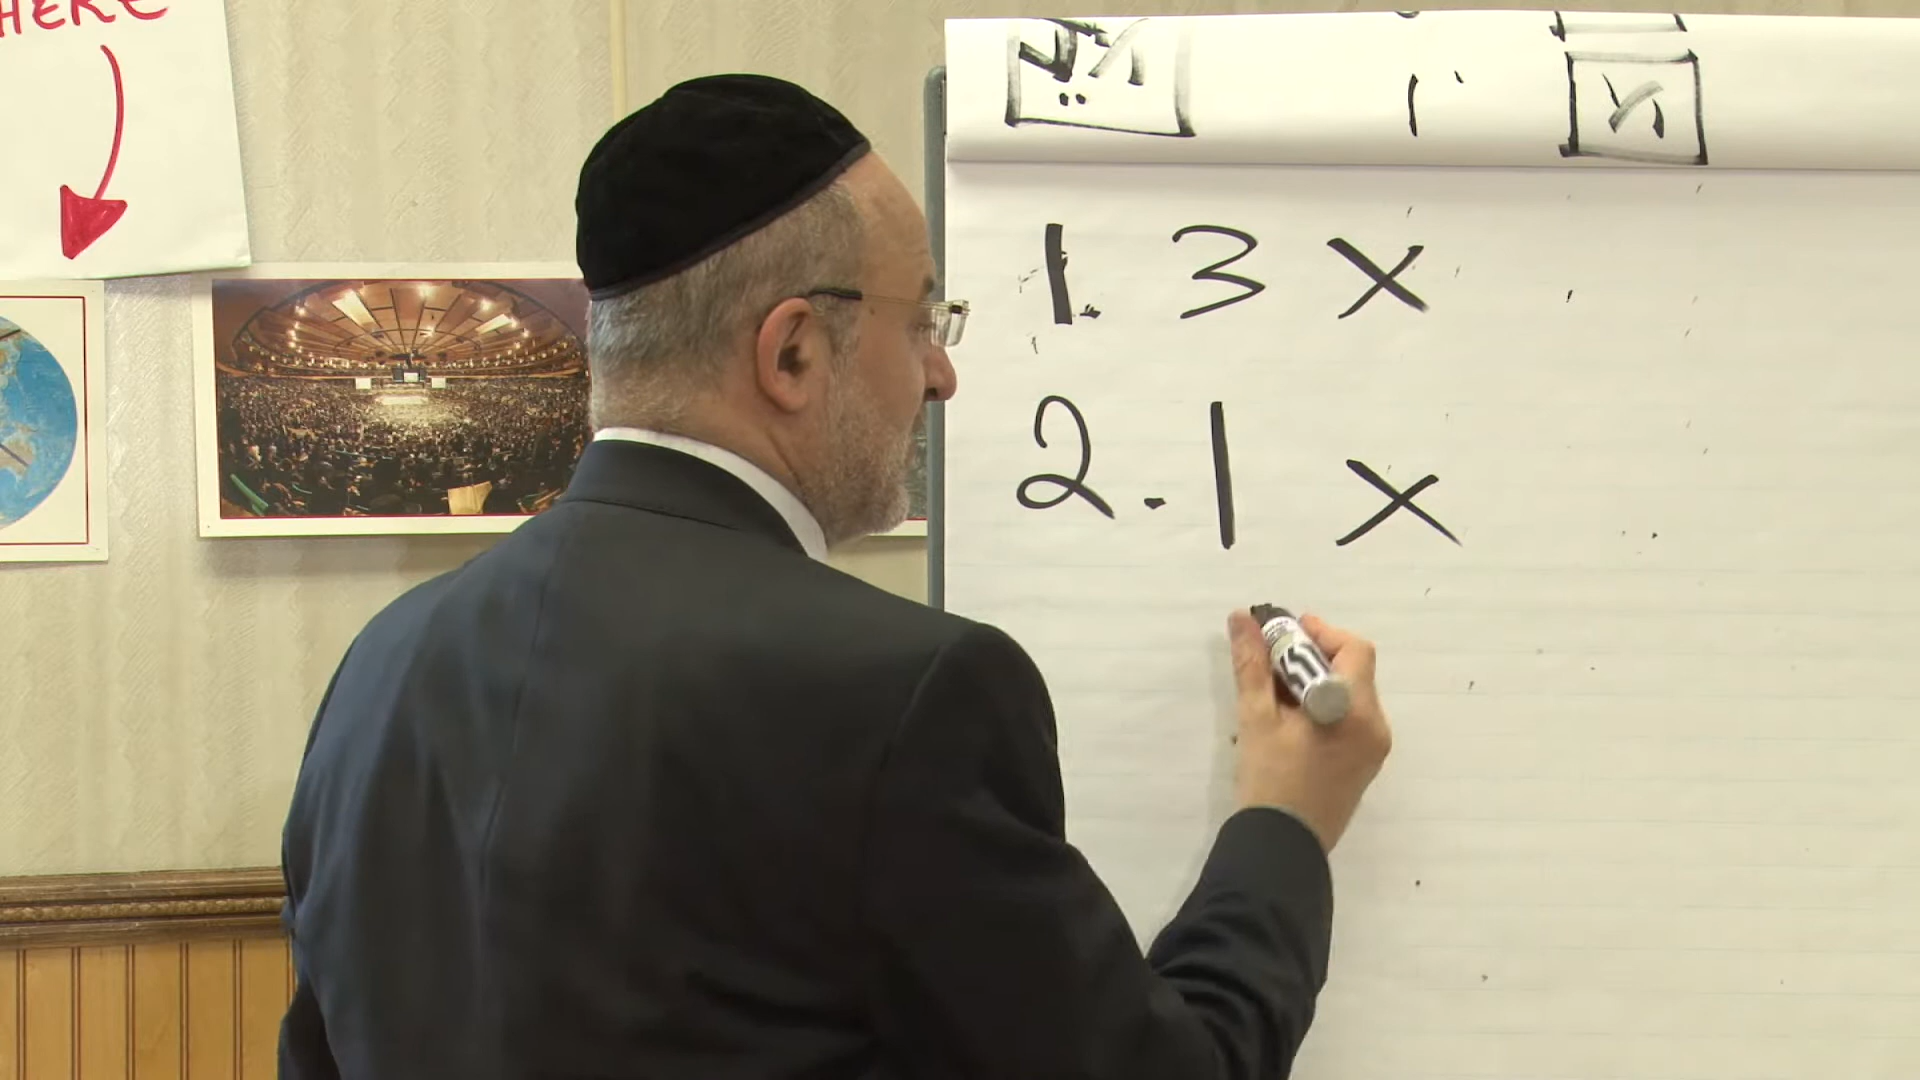 HERE
א
1. 3 x
2. 1 x